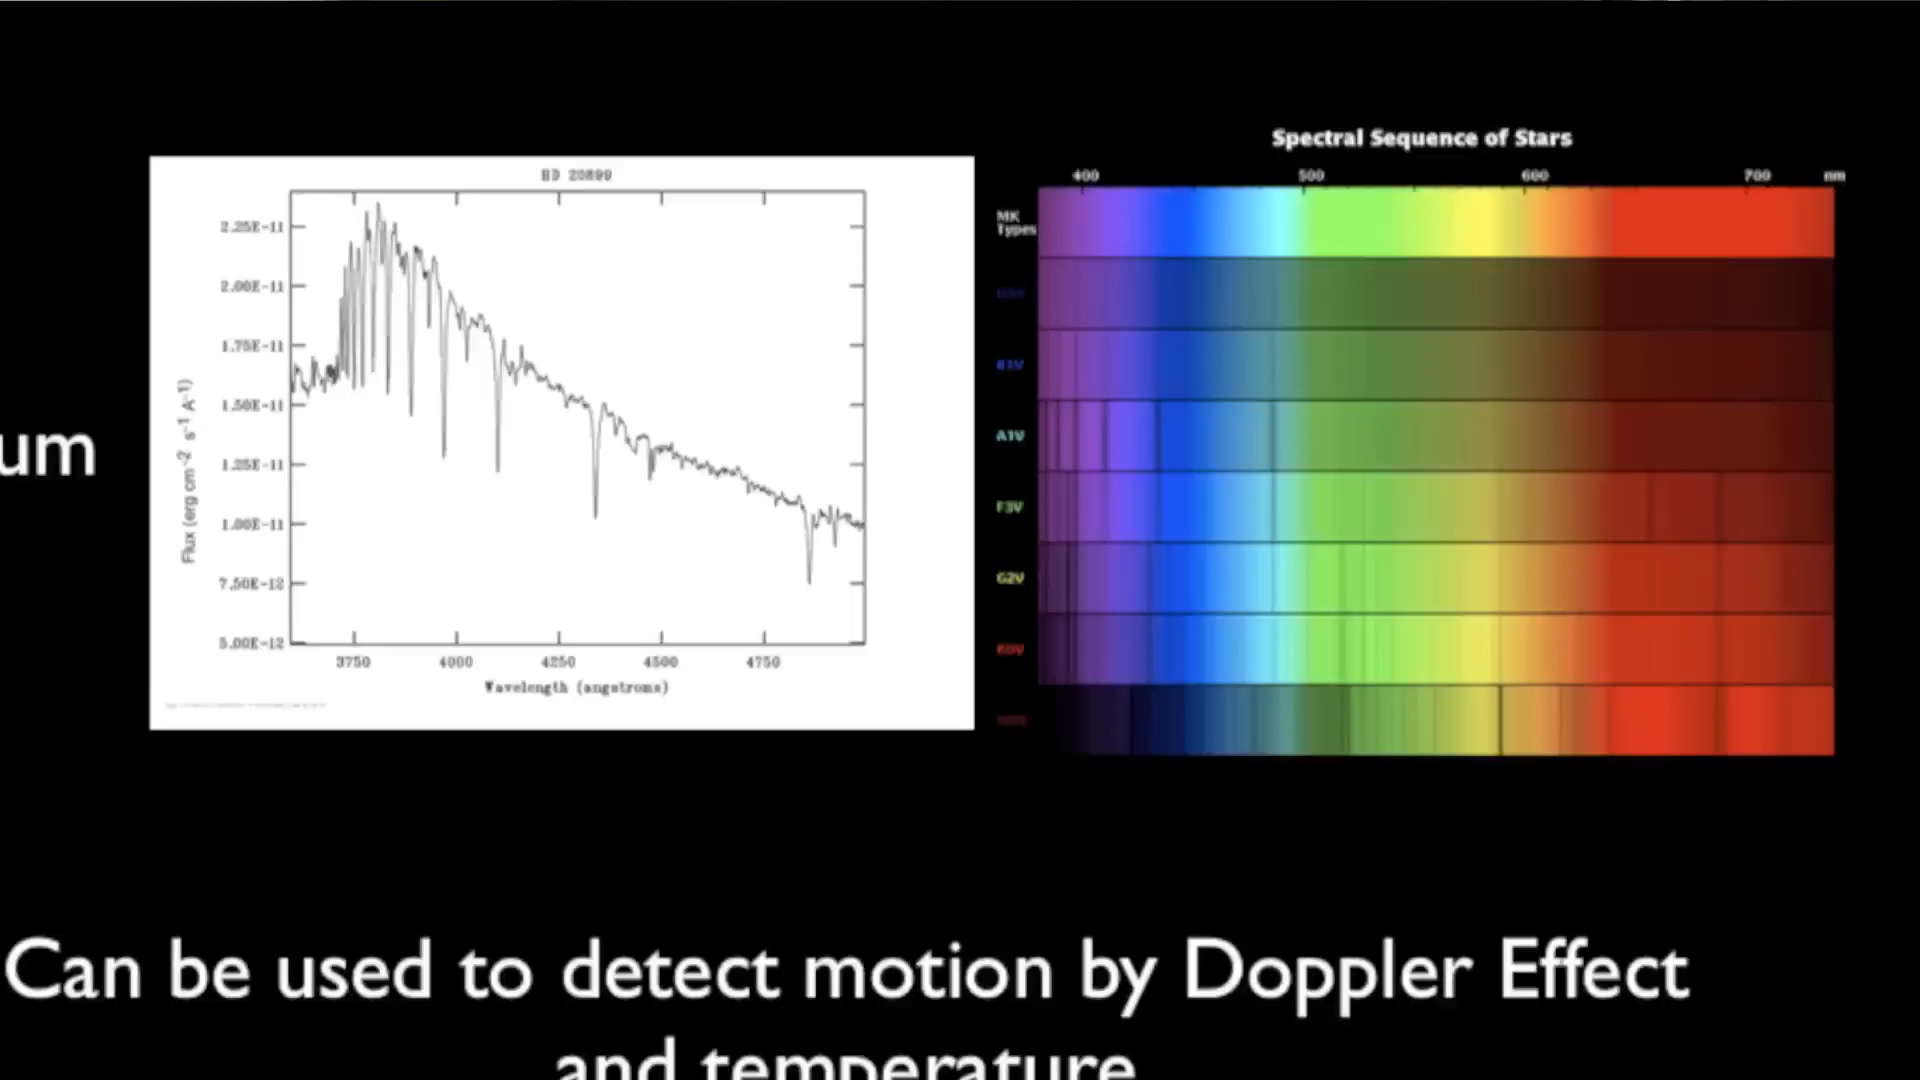 Spectral Sequence of Stars
400 500 600 700 nm
MK
Types
B1V
A1V
F3V
G2V
K0V
HD 20899
2.25E-11
2.00E-11
1.75E-11
1.50E-11
1.25E-11
1.00E-11
7.50E-12
5.00E-12
Flux (erg cm-2 s-1 A-1)
3750 4000 4250 4500 4750
Wavelength (angstroms)
um
Can be used to detect motion by Doppler Effect
and temperature